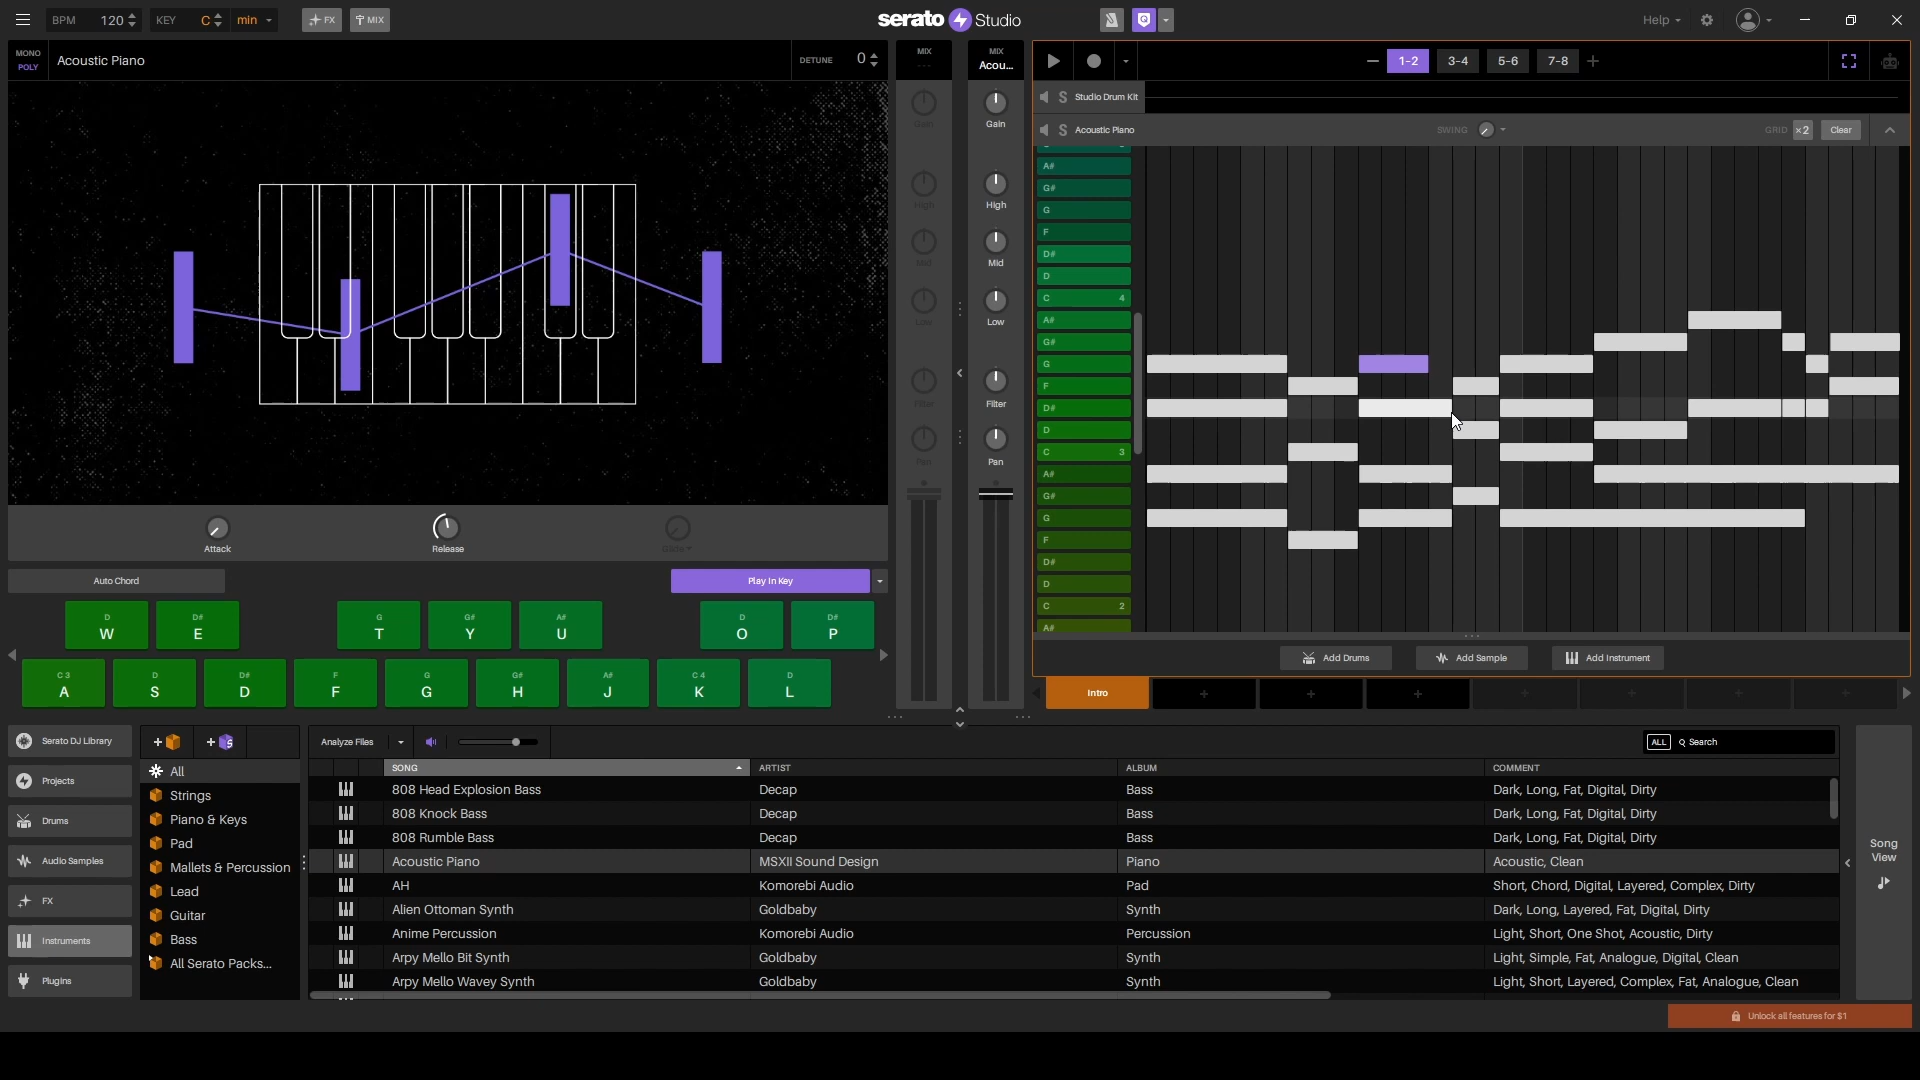 BPM 120 KEY C min FX MIX serato Studio Help
MONO
POLY
Acoustic Piano
DETUNE 0
MIX
MIX
Acou...
1-2 3-4 5-6 7-8
S Studio Drum Kit
S Acoustic Piano SWING GRID ×2 Clear
Gain Gain
High High
Mid Mid
Low Low
Filter Filter
Pan Pan
A#
G#
G
F
D#
D
C 4
A#
G#
G
F
D#
D
C 3
A#
G#
G
F
D#
D
C 2
A#
Attack Release Glide
Auto Chord Play In Key
D W
D# E
G T
G# Y
A# U
D O
D# P
C 3 A
D S
D# D
F F
G G
G# H
A# J
C 4 K
D L
Add Drums Add Sample Add Instrument
Intro
Serato DJ Library
Projects
Drums
Audio Samples
FX
Instruments
Plugins
All
Strings
Piano & Keys
Pad
Mallets & Percussion
Lead
Guitar
Bass
All Serato Packs...
Analyze Files ALL Search
SONG ARTIST ALBUM COMMENT
808 Head Explosion Bass Decap Bass Dark, Long, Fat, Digital, Dirty
808 Knock Bass Decap Bass Dark, Long, Fat, Digital, Dirty
808 Rumble Bass Decap Bass Dark, Long, Fat, Digital, Dirty
Acoustic Piano MSXII Sound Design Piano Acoustic, Clean
AH Komorebi Audio Pad Short, Chord, Digital, Layered, Complex, Dirty
Alien Ottoman Synth Goldbaby Synth Dark, Long, Layered, Fat, Digital, Dirty
Anime Percussion Komorebi Audio Percussion Light, Short, One Shot, Acoustic, Dirty
Arpy Mello Bit Synth Goldbaby Synth Light, Simple, Fat, Analogue, Digital, Clean
Arpy Mello Wavey Synth Goldbaby Synth Light, Short, Layered, Complex, Fat, Analogue, Clean
Song
View
Unlock all features for $1